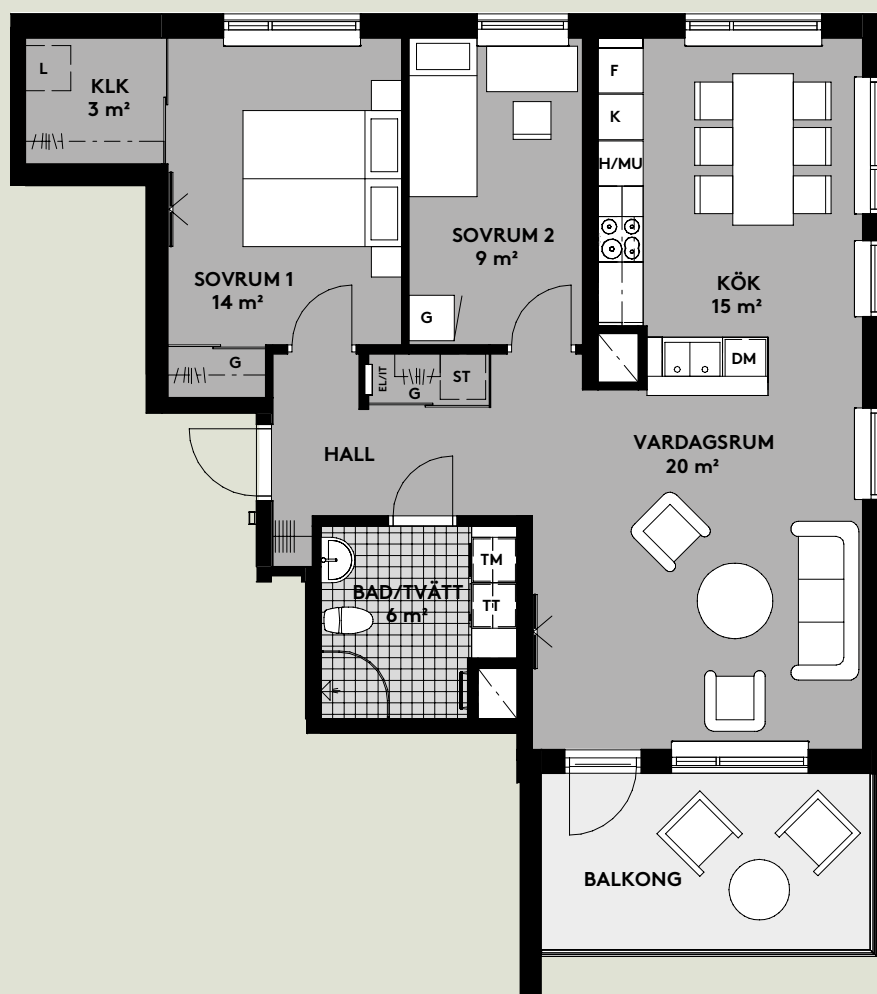 L
KLK
3 m²
F
K
H/MU
SOVRUM 2
9 m²
SOVRUM 1
14 m²
KÖK
15 m²
G
G
EL/IT
G
ST
DM
HALL
VARDAGSRUM
20 m²
TM
BAD/TVÄTT
6 m²
TT
BALKONG